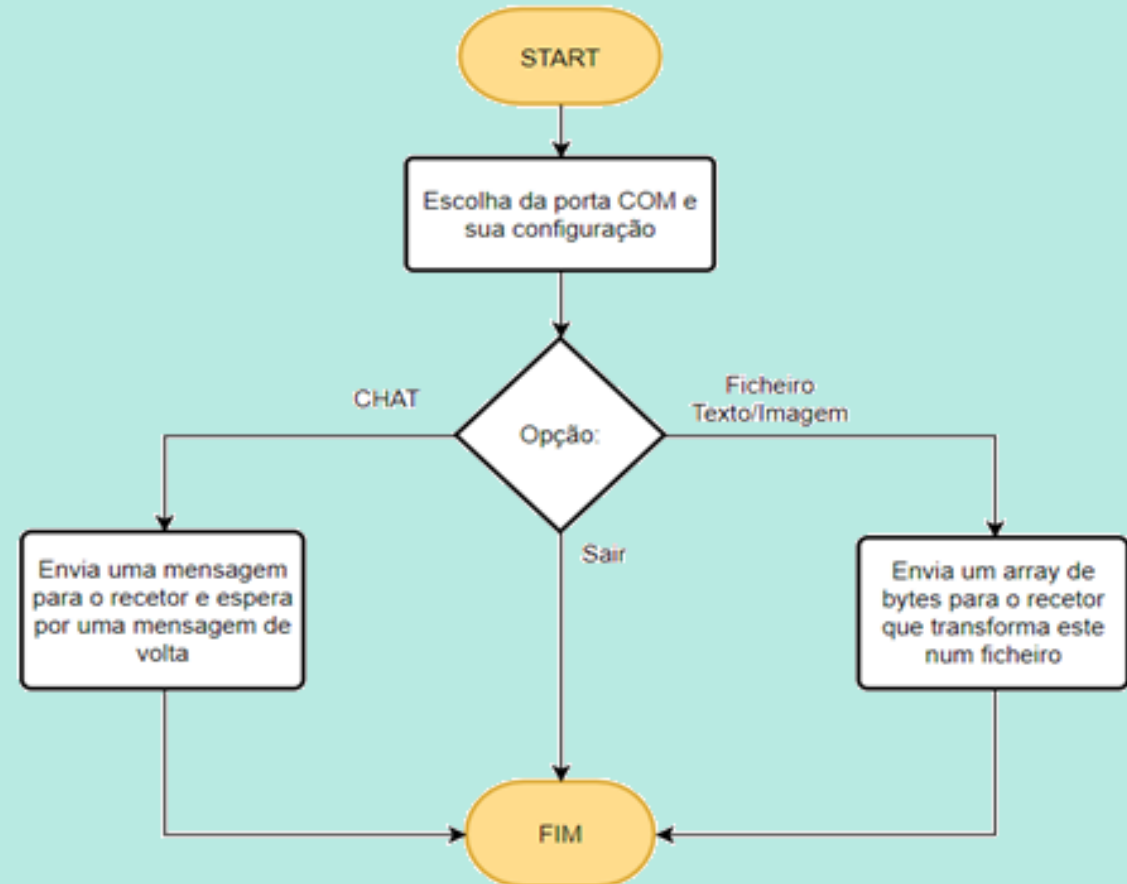 START
Escolha da porta COM e
sua configuração
CHAT
Ficheiro
Texto/Imagem
Opção:
Sair
Envia uma mensagem
para o recetor e espera
por uma mensagem de
volta
Envia um array de
bytes para o recetor
que transforma este
num ficheiro
FIM